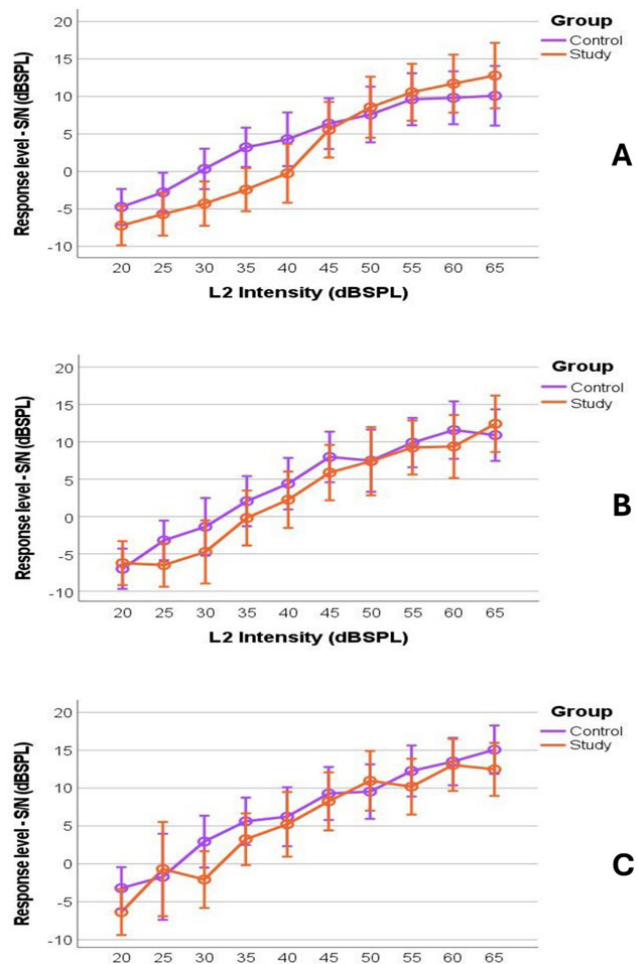 Group
Control
Study
Response level - S/N (dBSPL)
20
15
10
5
0
-5
-10
20 25 30 35 40 45 50 55 60 65
L2 Intensity (dBSPL)
A
Group
Control
Study
Response level - S/N (dBSPL)
20
15
10
5
0
-5
-10
20 25 30 35 40 45 50 55 60 65
L2 Intensity (dBSPL)
B
Group
Control
Study
Response level - S/N (dBSPL)
20
15
10
5
0
-5
-10
20 25 30 35 40 45 50 55 60 65
C